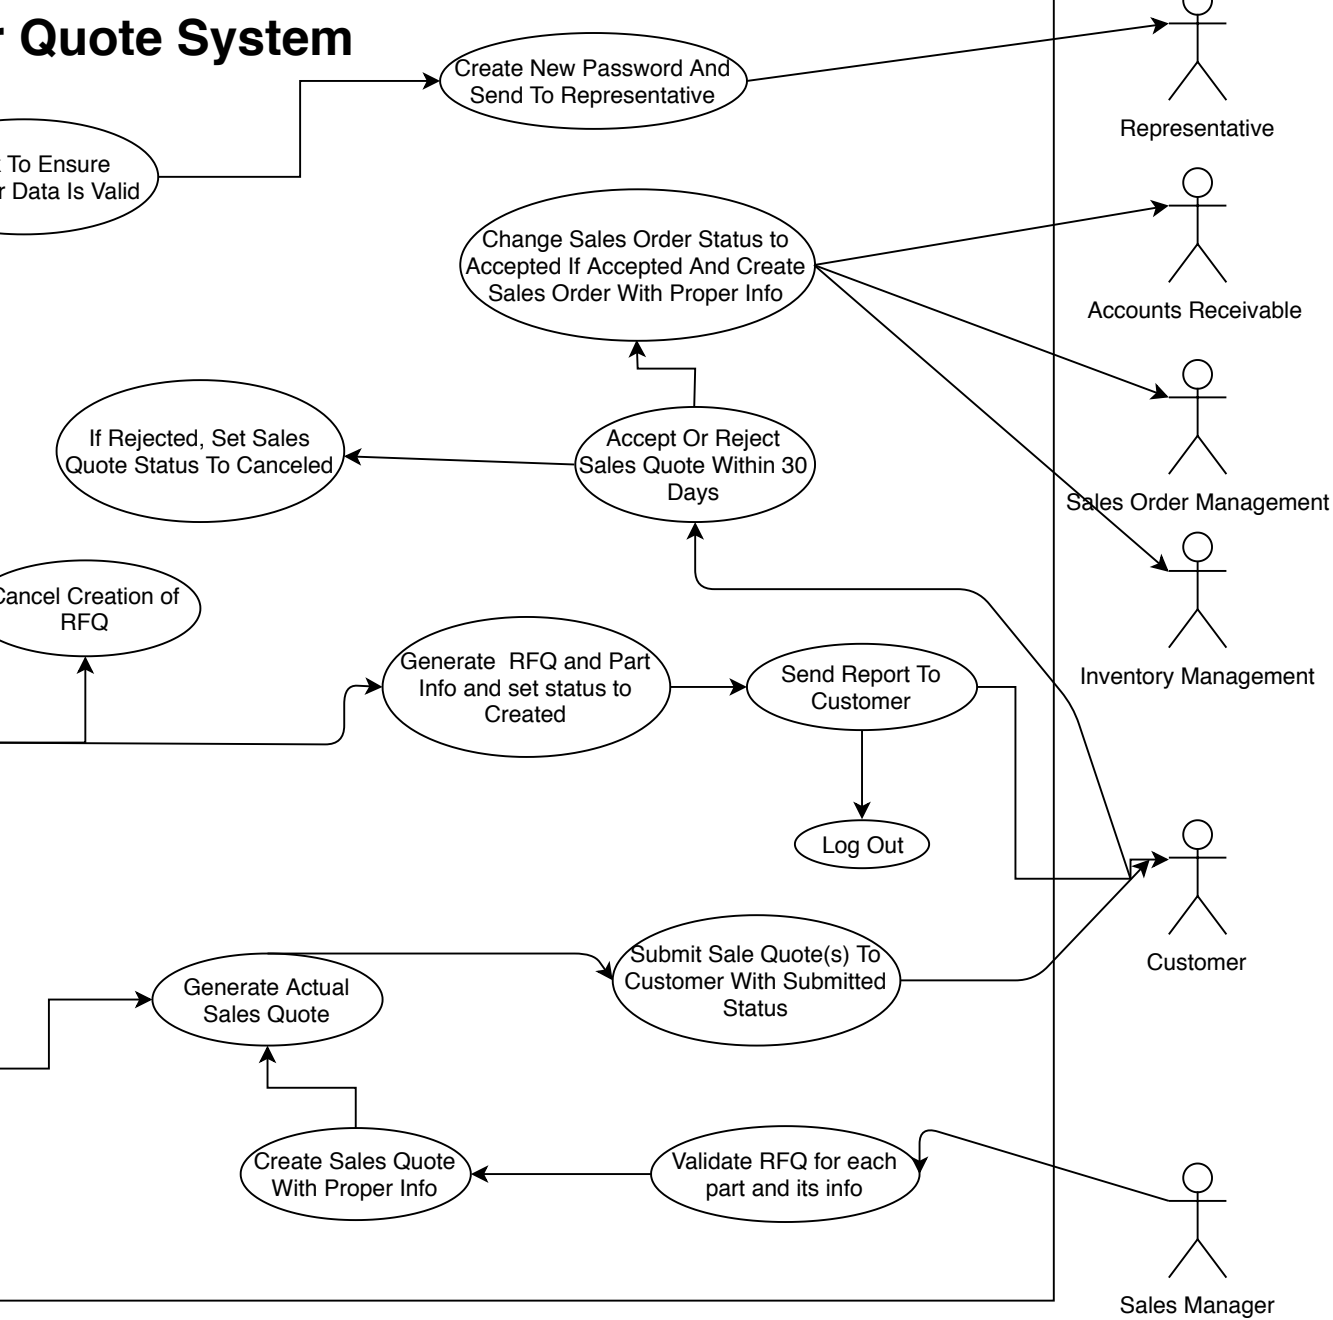 Quote System
Create New Password And
Send To Representative
Representative
To Ensure
Data Is Valid
Change Sales Order Status to
Accepted If Accepted And Create
Sales Order With Proper Info
Accounts Receivable
If Rejected, Set Sales
Quote Status To Canceled
Accept Or Reject
Sales Quote Within 30
Days
Sales Order Management
Cancel Creation of
RFQ
Generate RFQ and Part
Info and set status to
Created
Send Report To
Customer
Inventory Management
Log Out
Customer
Generate Actual
Sales Quote
Submit Sale Quote(s) To
Customer With Submitted
Status
Create Sales Quote
With Proper Info
Validate RFQ for each
part and its info
Sales Manager